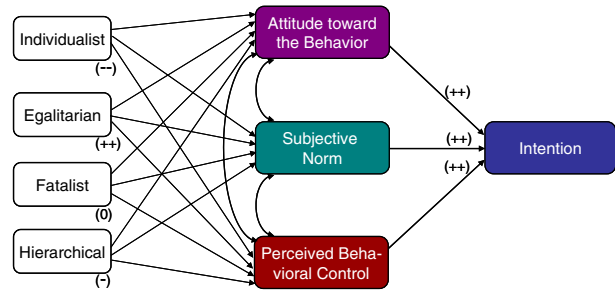 Individualist
(--)
Egalitarian
(++)
Fatalist
(0)
Hierarchical
(-)
Attitude toward
the Behavior
Subjective
Norm
Perceived Beha-
vioral Control
(++)
(++)
(++)
Intention